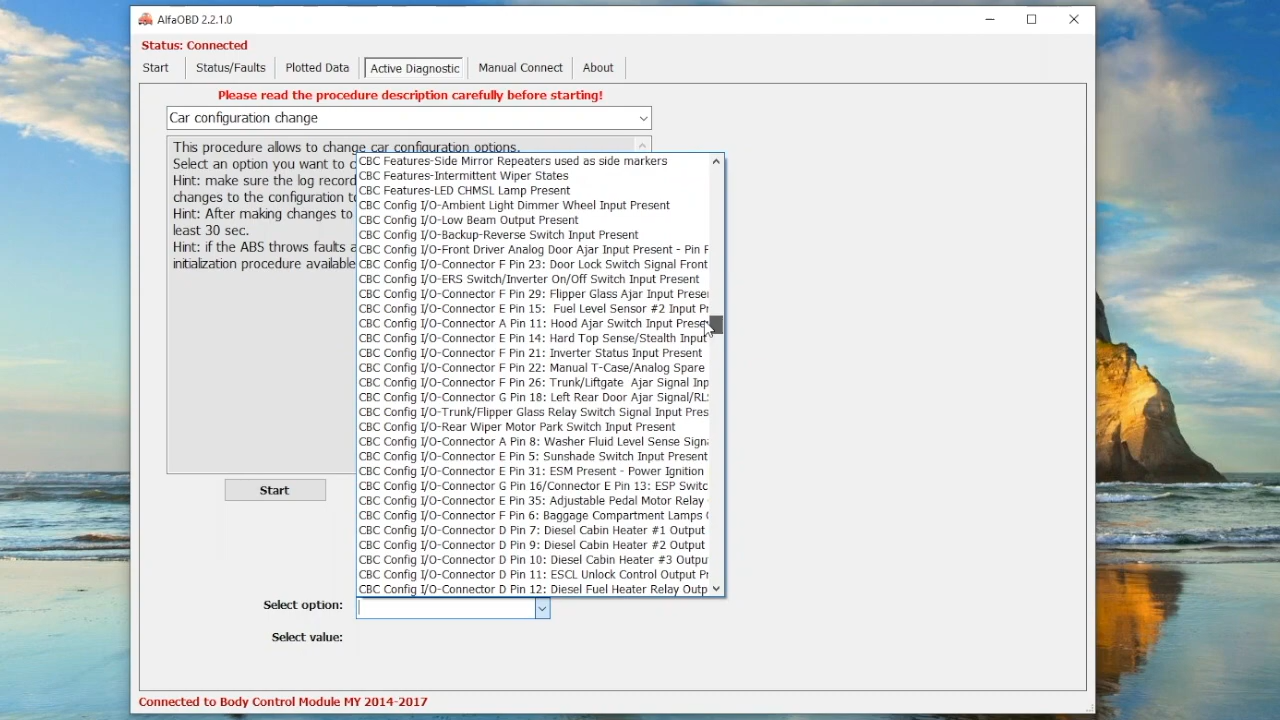 AlfaOBD 2.2.1.0
Status: Connected
Start Status/Faults Plotted Data Active Diagnostic Manual Connect About
Please read the procedure description carefully before starting!
Car configuration change
This procedure allows to change car configuration options.
Select an option you want to
Hint: make sure the log record
changes to the configuration
Hint: After making changes to
least 30 sec.
Hint: if the ABS throws faults
initialization procedure available
CBC Features-Side Mirror Repeaters used as side markers
CBC Features-Intermittent Wiper States
CBC Features-LED CHMSL Lamp Present
CBC Config I/O-Ambient Light Dimmer Wheel Input Present
CBC Config I/O-Low Beam Output Present
CBC Config I/O-Backup-Reverse Switch Input Present
CBC Config I/O-Front Driver Analog Door Ajar Input Present - Pin F
CBC Config I/O-Connector F Pin 23: Door Lock Switch Signal Front
CBC Config I/O-ERS Switch/Inverter On/Off Switch Input Present
CBC Config I/O-Connector F Pin 29: Flipper Glass Ajar Input Presen
CBC Config I/O-Connector E Pin 15: Fuel Level Sensor #2 Input Pr
CBC Config I/O-Connector A Pin 11: Hood Ajar Switch Input Prese
CBC Config I/O-Connector E Pin 14: Hard Top Sense/Stealth Input
CBC Config I/O-Connector F Pin 21: Inverter Status Input Present
CBC Config I/O-Connector F Pin 22: Manual T-Case/Analog Spare
CBC Config I/O-Connector F Pin 26: Trunk/Liftgate Ajar Signal Inp
CBC Config I/O-Connector G Pin 18: Left Rear Door Ajar Signal/RLS
CBC Config I/O-Trunk/Flipper Glass Relay Switch Signal Input Pres
CBC Config I/O-Rear Wiper Motor Park Switch Input Present
CBC Config I/O-Connector A Pin 8: Washer Fluid Level Sense Signa
CBC Config I/O-Connector E Pin 5: Sunshade Switch Input Present
CBC Config I/O-Connector E Pin 31: ESM Present - Power Ignition
CBC Config I/O-Connector G Pin 16/Connector E Pin 13: ESP Switc
CBC Config I/O-Connector E Pin 35: Adjustable Pedal Motor Relay
CBC Config I/O-Connector F Pin 6: Baggage Compartment Lamps
CBC Config I/O-Connector D Pin 7: Diesel Cabin Heater #1 Output
CBC Config I/O-Connector D Pin 9: Diesel Cabin Heater #2 Output
CBC Config I/O-Connector D Pin 10: Diesel Cabin Heater #3 Outpu
CBC Config I/O-Connector D Pin 11: ESCL Unlock Control Output Pr
CBC Config I/O-Connector D Pin 12: Diesel Fuel Heater Relay Outp
Start
Select option:
Select value:
Connected to Body Control Module MY 2014-2017